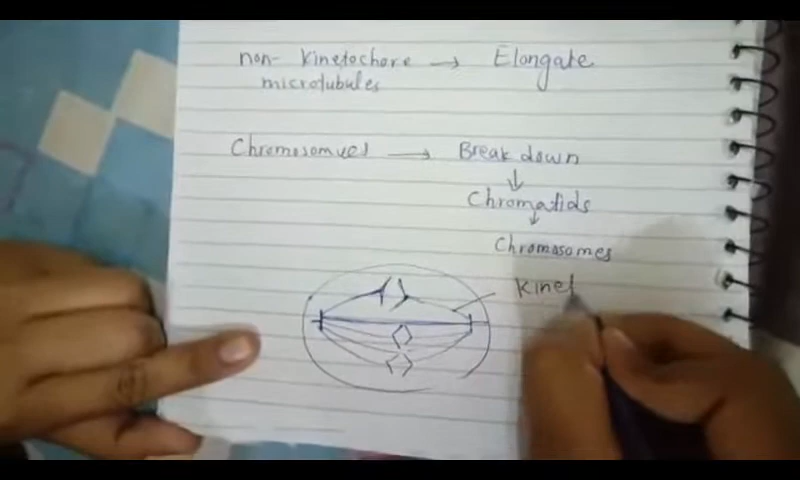 non- kinetochore → Elongate
microtubules
Chromosomes → Break down
↓
Chromatids
↓
Chromosomes
Kinet